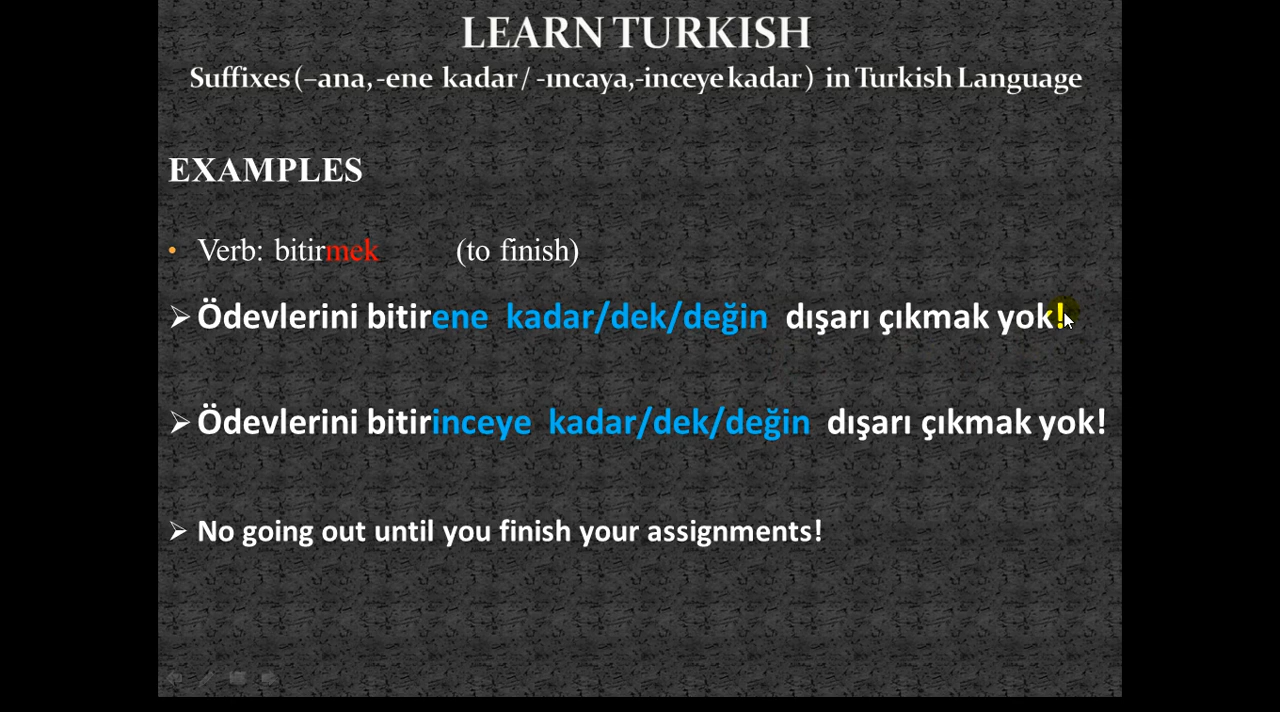 LEARN TURKISH
Suffixes (–ana, -ene kadar / -ıncaya,-inceye kadar) in Turkish Language
EXAMPLES
• Verb: bitirmek (to finish)
➢ Ödevlerini bitirene kadar/dek/değin dışarı çıkmak yok!
➢ Ödevlerini bitirinceye kadar/dek/değin dışarı çıkmak yok!
➢ No going out until you finish your assignments!